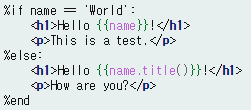 %if name == 'World':
    <h1>Hello {{name}}!</h1>
    <p>This is a test.</p>
%else:
    <h1>Hello {{name.title()}}!</h1>
    <p>How are you?</p>
%end